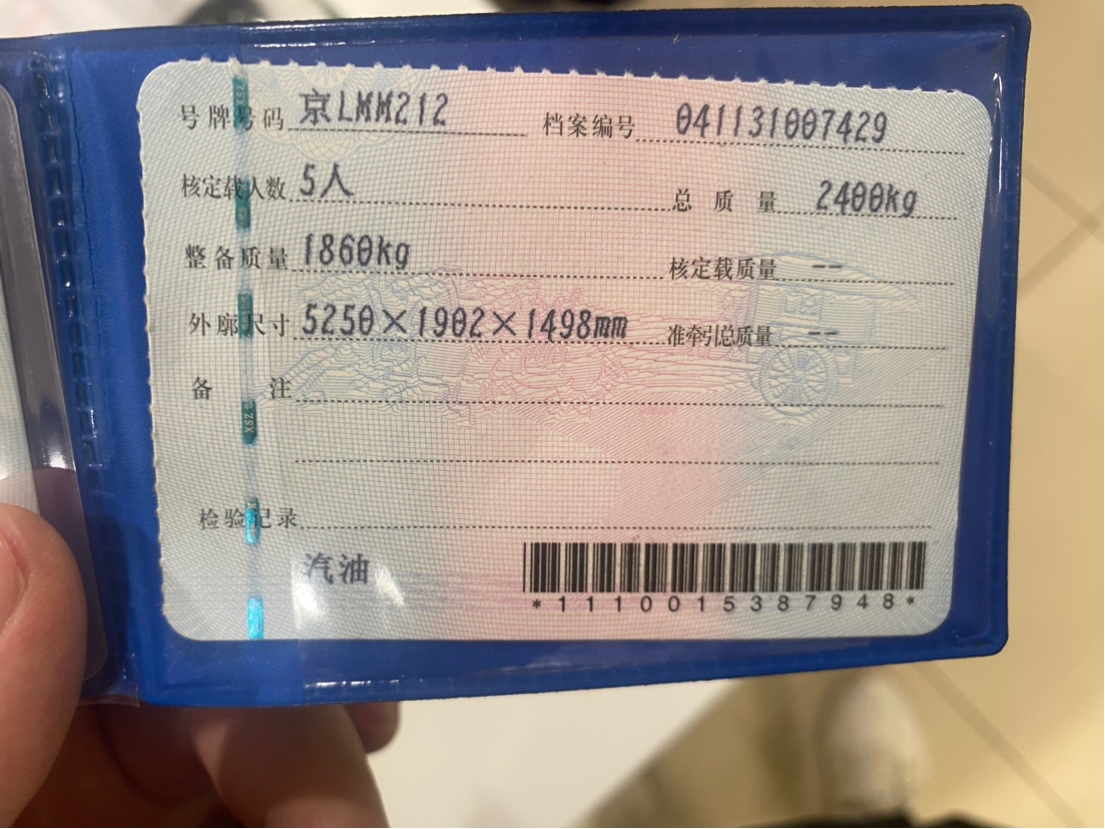 号牌号码 京LMM212 档案编号 041131007429
核定载人数 5人 总质量 2400kg
整备质量 1860kg 核定载质量 --
外廓尺寸 5250×1902×1498mm 准牵引总质量 --
备注
检验记录
汽油
*1110015387948*
XSZ
XSZ